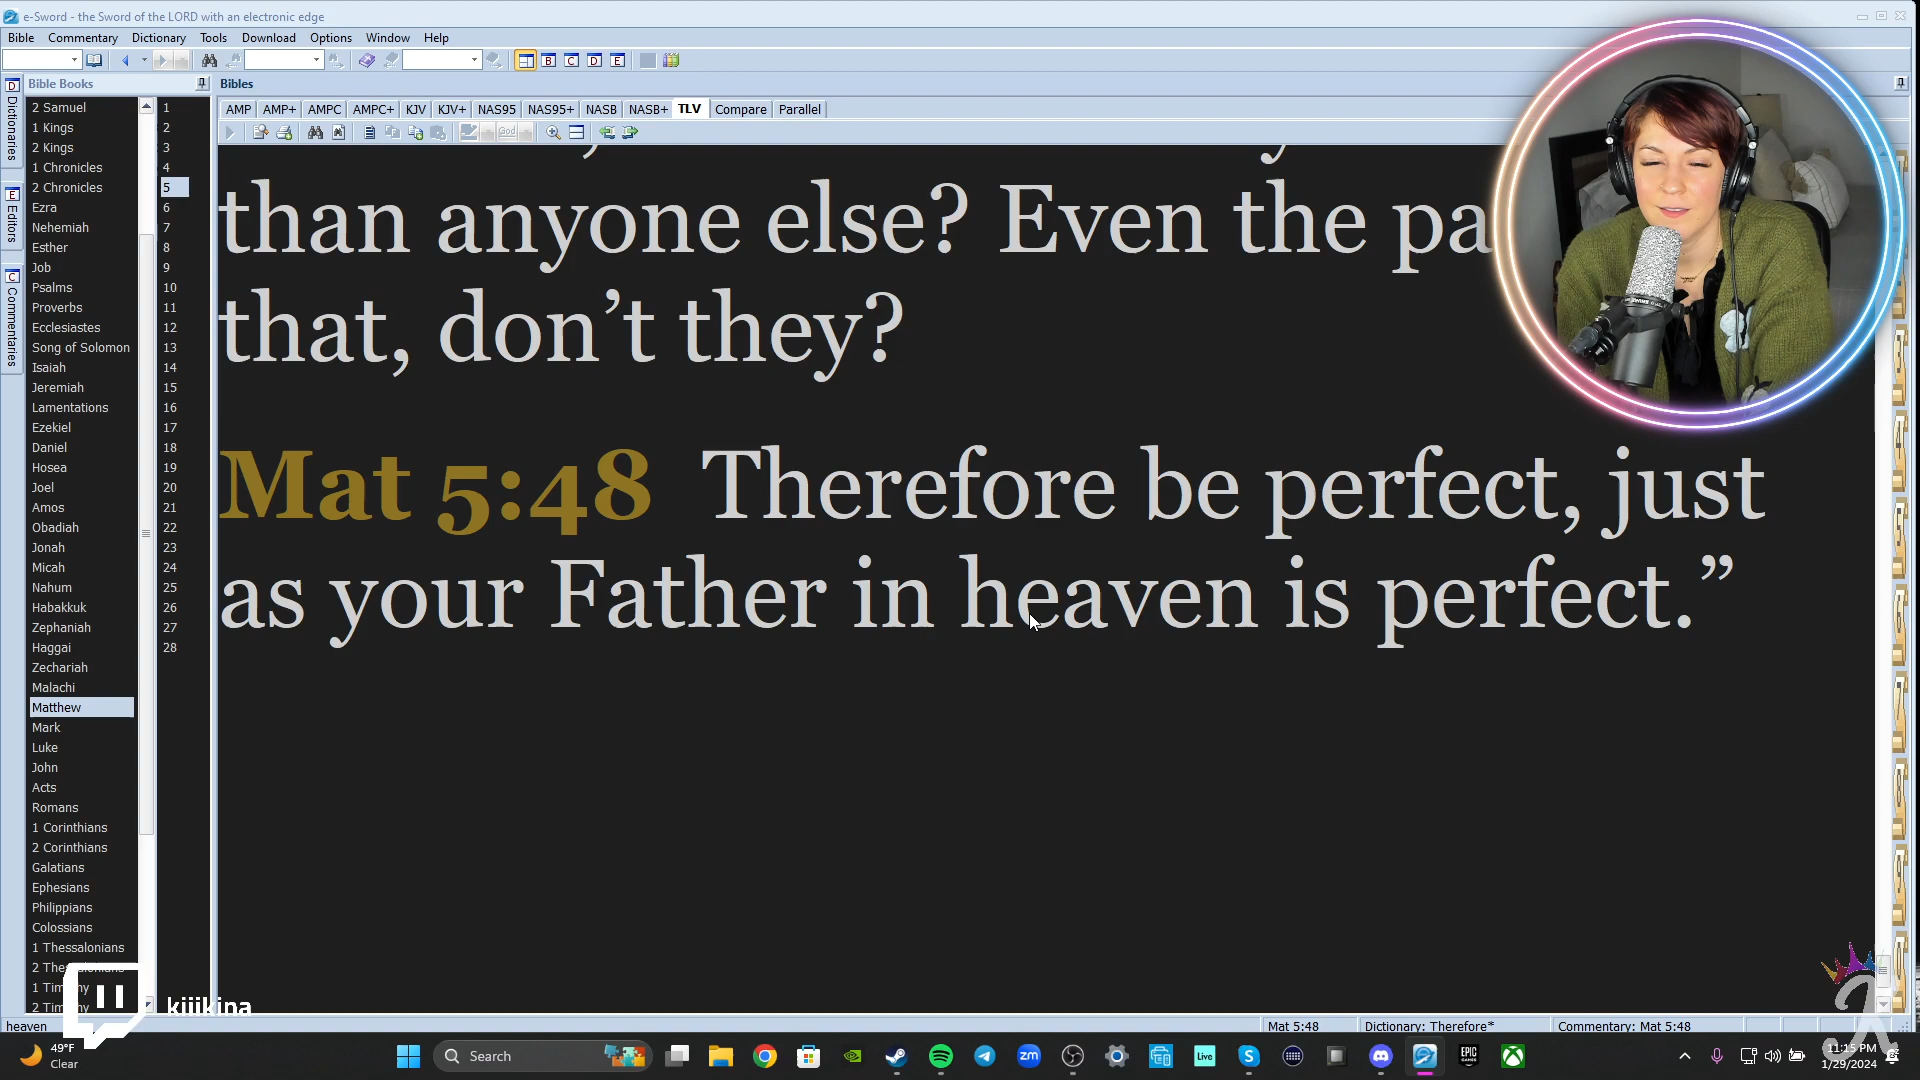 e-Sword - the Sword of the LORD with an electronic edge
Bible Commentary Dictionary Tools Download Options Window Help
B C D E
Bible Books
Bibles
D Dictionaries
E Editors
C Commentaries
AMP AMP+ AMPC AMPC+ KJV KJV+ NAS95 NAS95+ NASB NASB+ TLV Compare Parallel
God
2 Samuel 1
1 Kings 2
2 Kings 3
1 Chronicles 4
2 Chronicles 5
Ezra 6
Nehemiah 7
Esther 8
Job 9
Psalms 10
Proverbs 11
Ecclesiastes 12
Song of Solomon 13
Isaiah 14
Jeremiah 15
Lamentations 16
Ezekiel 17
Daniel 18
Hosea 19
Joel 20
Amos 21
Obadiah 22
Jonah 23
Micah 24
Nahum 25
Habakkuk 26
Zephaniah 27
Haggai 28
Zechariah
Malachi
Matthew
Mark
Luke
John
Acts
Romans
1 Corinthians
2 Corinthians
Galatians
Ephesians
Philippians
Colossians
1 Thessalonians
than anyone else? Even the pa
that, don’t they?
Mat 5:48 Therefore be perfect, just
as your Father in heaven is perfect.”
kiiikina
heaven
Mat 5:48
Dictionary: Therefore*
Commentary: Mat 5:48
49°F
Clear
Search
zm
Live
EPIC GAMES
11:15 PM
1/29/2024